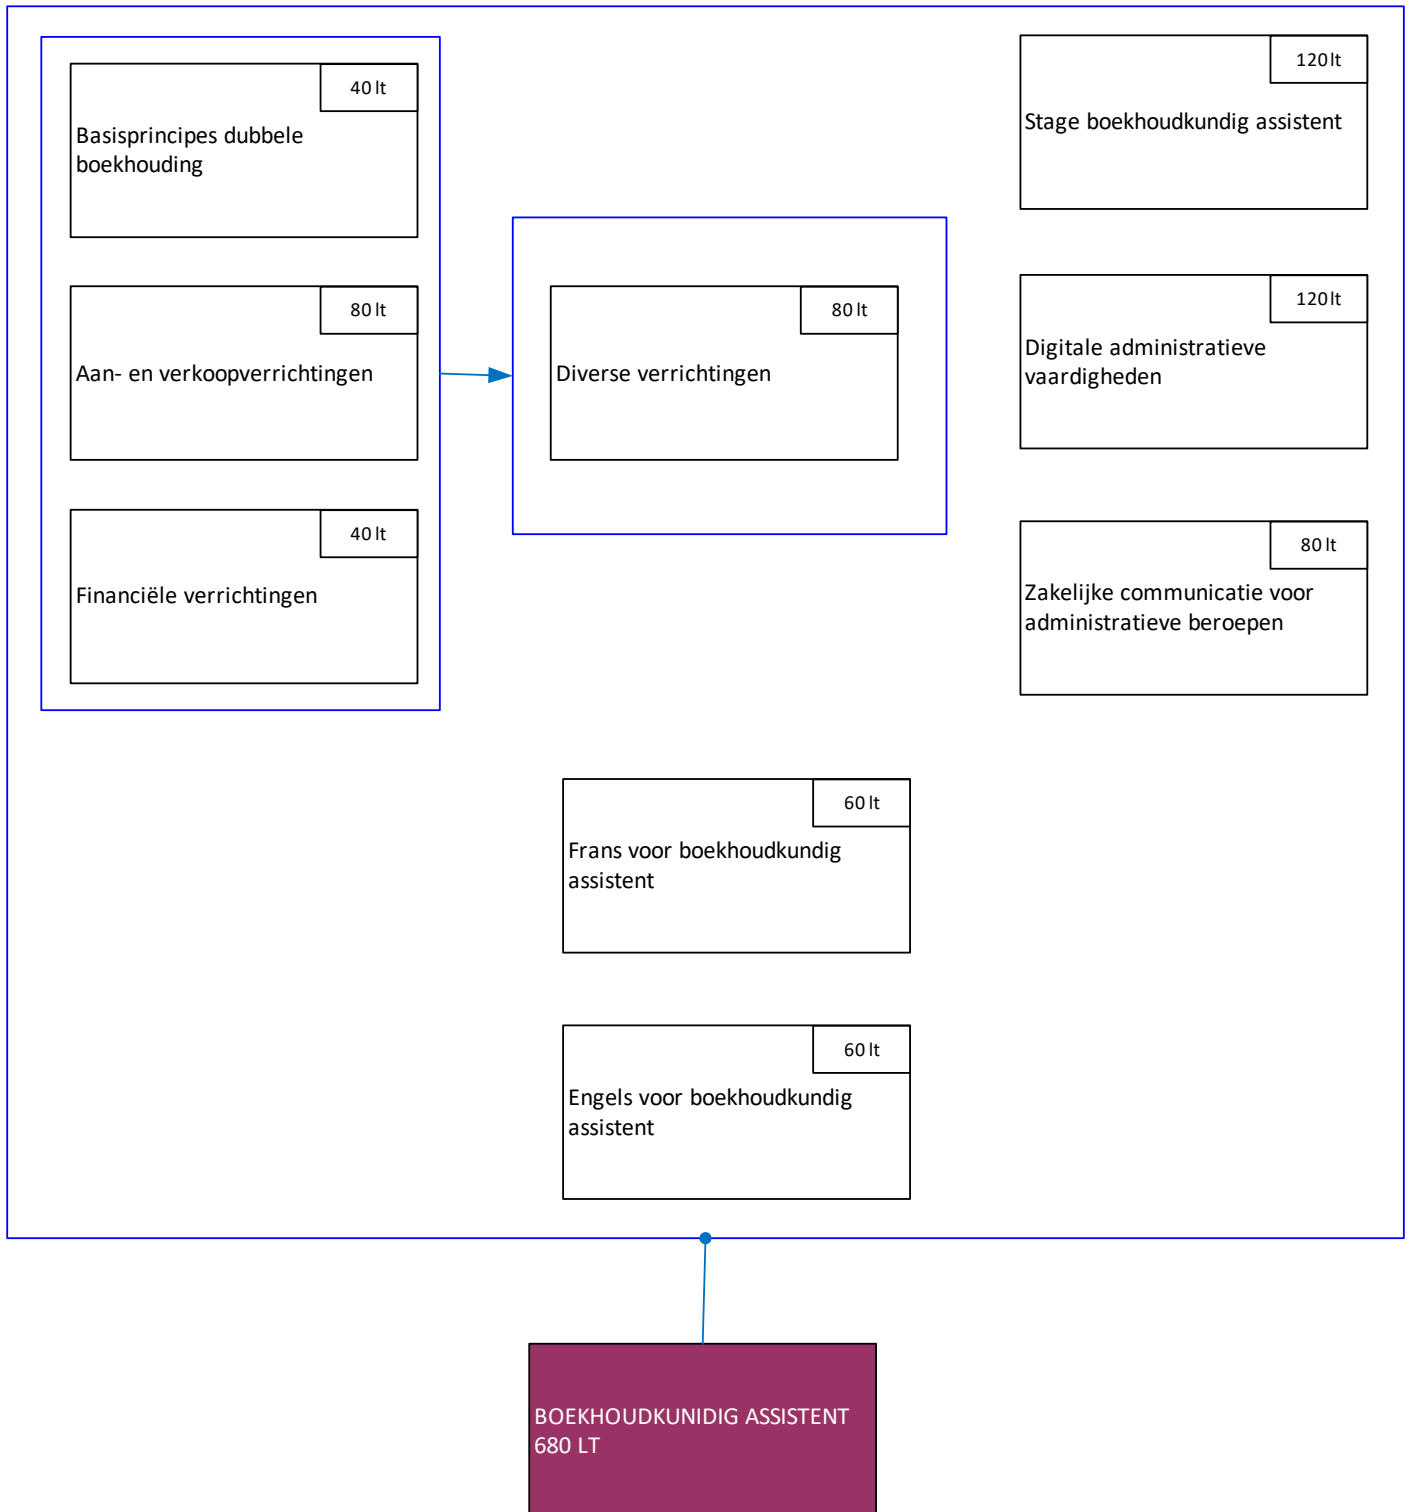 40 lt
Basisprincipes dubbele
boekhouding
80 lt
Aan- en verkoopverrichtingen
40 lt
Financiële verrichtingen
80 lt
Diverse verrichtingen
120 lt
Stage boekhoudkundig assistent
120 lt
Digitale administratieve
vaardigheden
80 lt
Zakelijke communicatie voor
administratieve beroepen
60 lt
Frans voor boekhoudkundig
assistent
60 lt
Engels voor boekhoudkundig
assistent
BOEKHOUDKUNIDIG ASSISTENT
680 LT